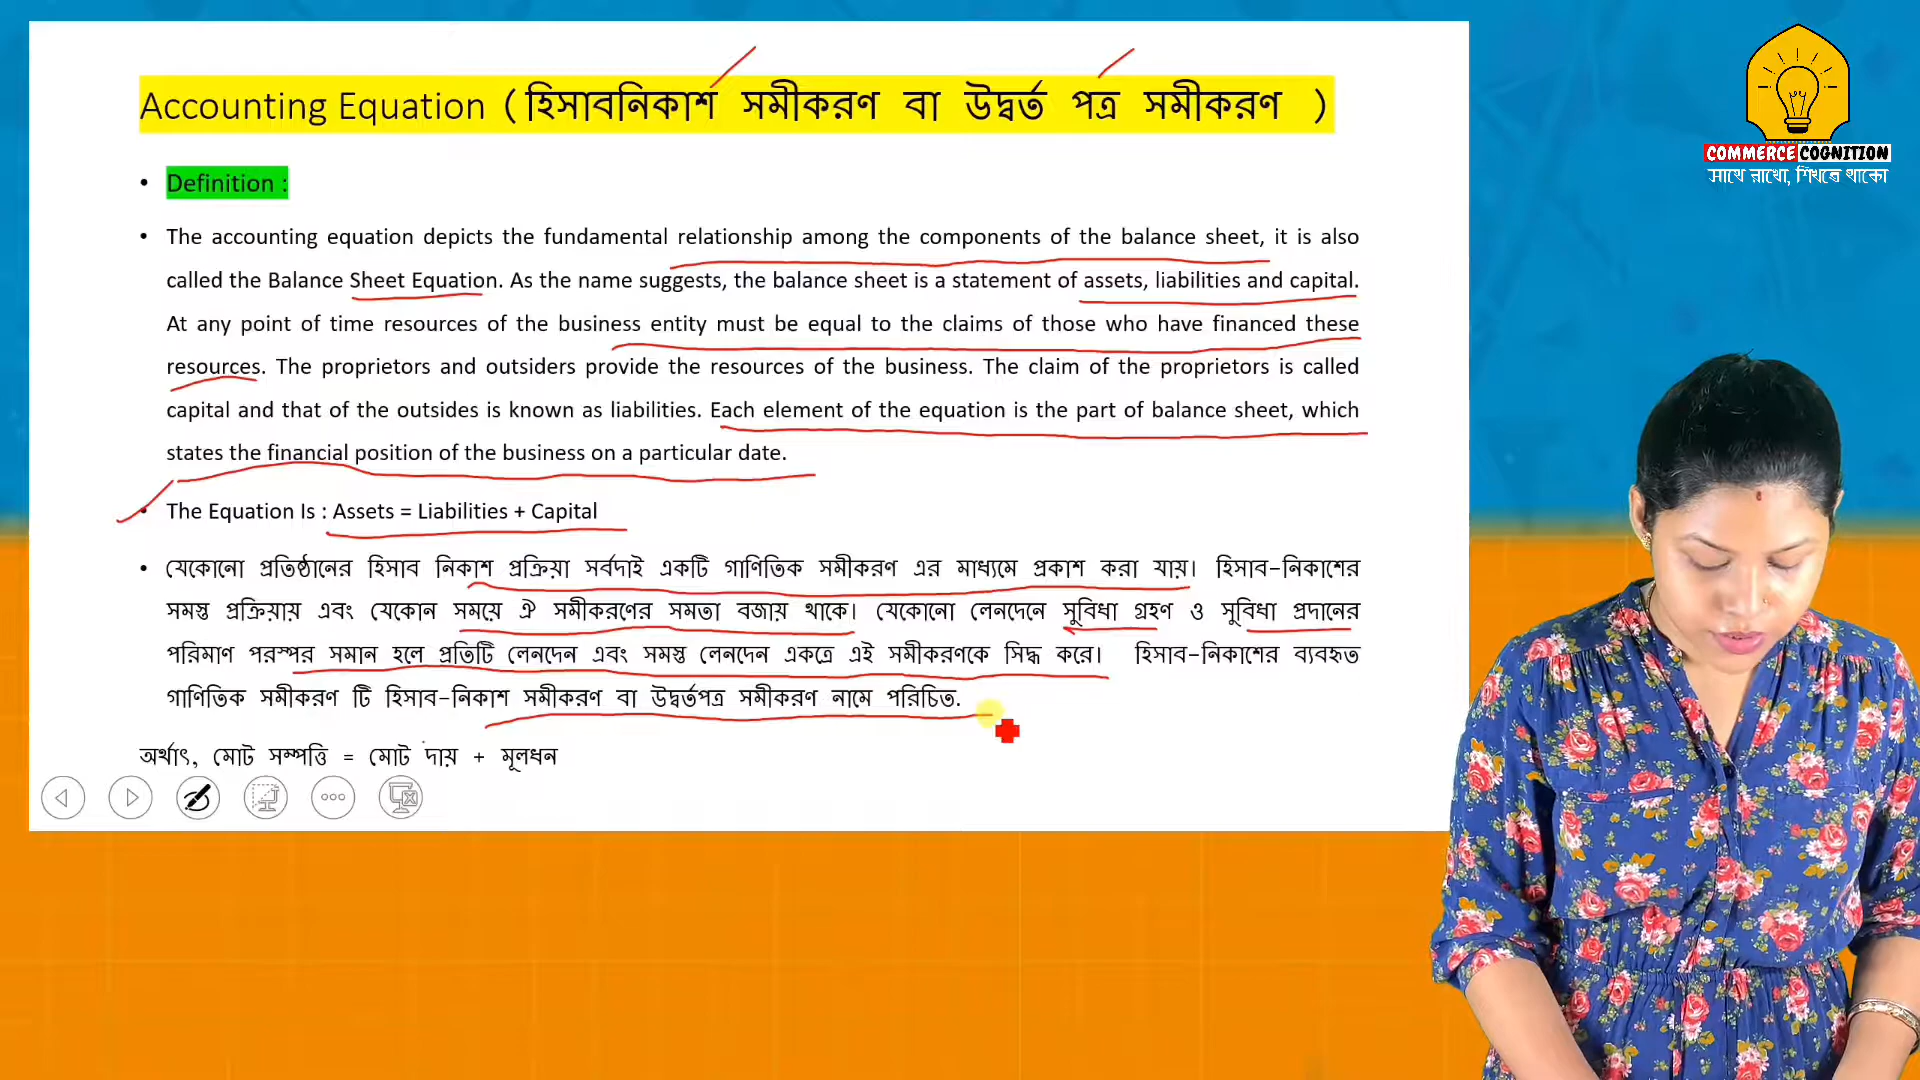 Accounting Equation (হিসাবনিকাশ সমীকরণ বা উদ্বর্ত পত্র সমীকরণ )
COMMERCE COGNITION
সাথে রাখো, শিখতে থাকো
• Definition :
• The accounting equation depicts the fundamental relationship among the components of the balance sheet, it is also
called the Balance Sheet Equation. As the name suggests, the balance sheet is a statement of assets, liabilities and capital.
At any point of time resources of the business entity must be equal to the claims of those who have financed these
resources. The proprietors and outsiders provide the resources of the business. The claim of the proprietors is called
capital and that of the outsides is known as liabilities. Each element of the equation is the part of balance sheet, which
states the financial position of the business on a particular date.
• The Equation Is : Assets = Liabilities + Capital
• যেকোনো প্রতিষ্ঠানের হিসাব নিকাশ প্রক্রিয়া সর্বদাই একটি গাণিতিক সমীকরণ এর মাধ্যমে প্রকাশ করা যায়। হিসাব-নিকাশের
সমস্ত প্রক্রিয়ায় এবং যেকোন সময়ে ঐ সমীকরণের সমতা বজায় থাকে। যেকোনো লেনদেনে সুবিধা গ্রহণ ও সুবিধা প্রদানের
পরিমাণ পরস্পর সমান হলে প্রতিটি লেনদেন এবং সমস্ত লেনদেন একত্রে এই সমীকরণকে সিদ্ধ করে। হিসাব-নিকাশের ব্যবহৃত
গাণিতিক সমীকরণ টি হিসাব-নিকাশ সমীকরণ বা উদ্বর্তপত্র সমীকরণ নামে পরিচিত.
অর্থাৎ, মোট সম্পত্তি = মোট দায় + মূলধন